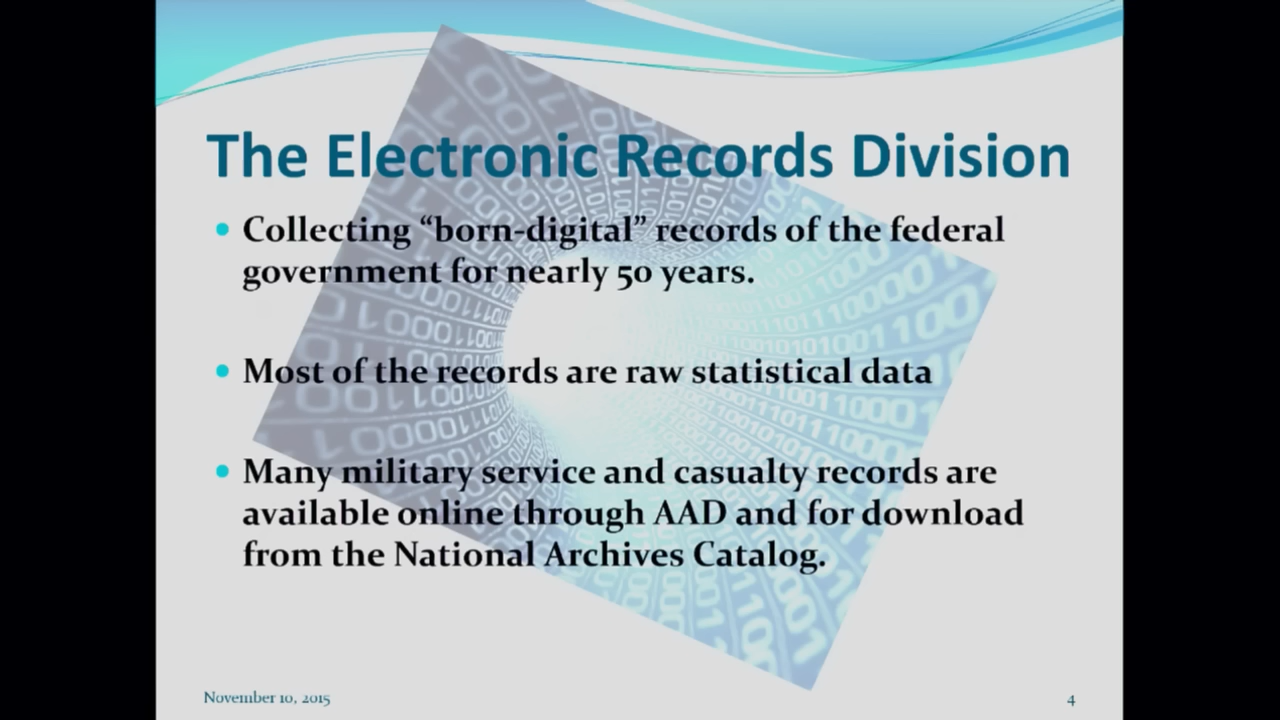 The Electronic Records Division
• Collecting “born-digital” records of the federal
government for nearly 50 years.
• Most of the records are raw statistical data
• Many military service and casualty records are
available online through AAD and for download
from the National Archives Catalog.
November 10, 2015
4